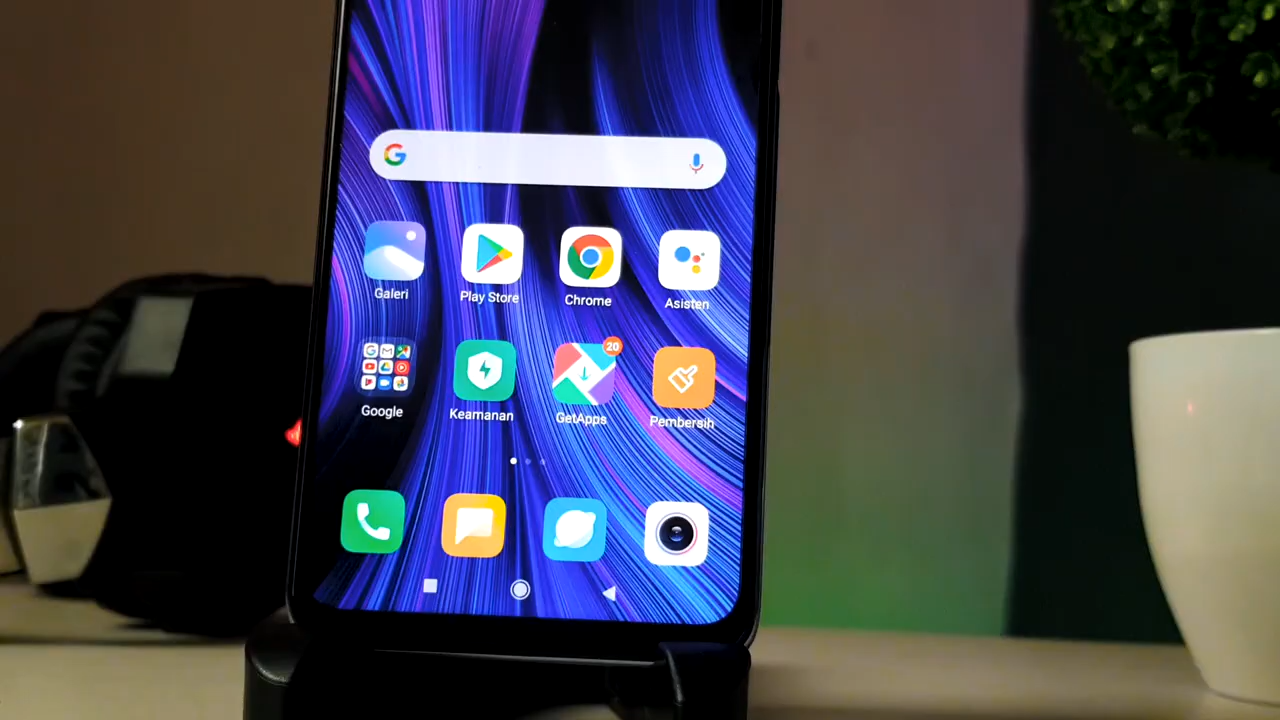 Galeri
Play Store
Chrome
Asisten
Google
Keamanan
20
GetApps
Pembersih